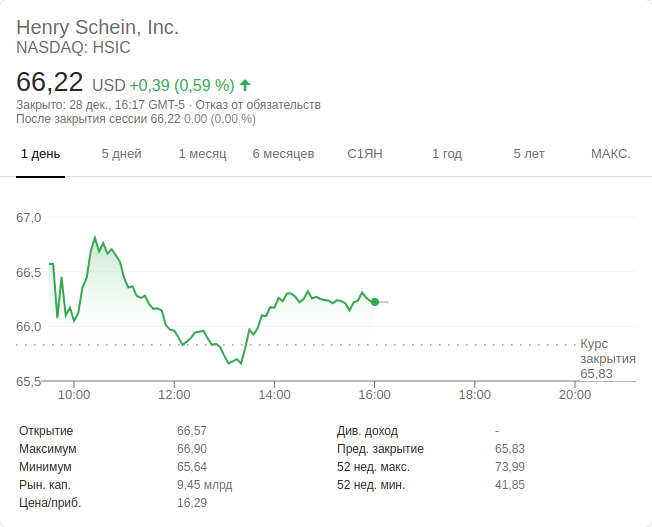 Henry Schein, Inc.
NASDAQ: HSIC
66,22 USD +0,39 (0,59 %)
Закрыто: 28 дек., 16:17 GMT-5 · Отказ от обязательств
После закрытия сессии 66,22 0,00 (0,00 %)
1 день 5 дней 1 месяц 6 месяцев С1ЯН 1 год 5 лет МАКС.
67,0
66,5
66,0
65,5
Курс
закрытия
65,83
10:00 12:00 14:00 16:00 18:00 20:00
Открытие 66,57
Максимум 66,90
Минимум 65,64
Рын. кап. 9,45 млрд
Цена/приб. 16,29
Див. доход -
Пред. закрытие 65,83
52 нед. макс. 73,99
52 нед. мин. 41,85